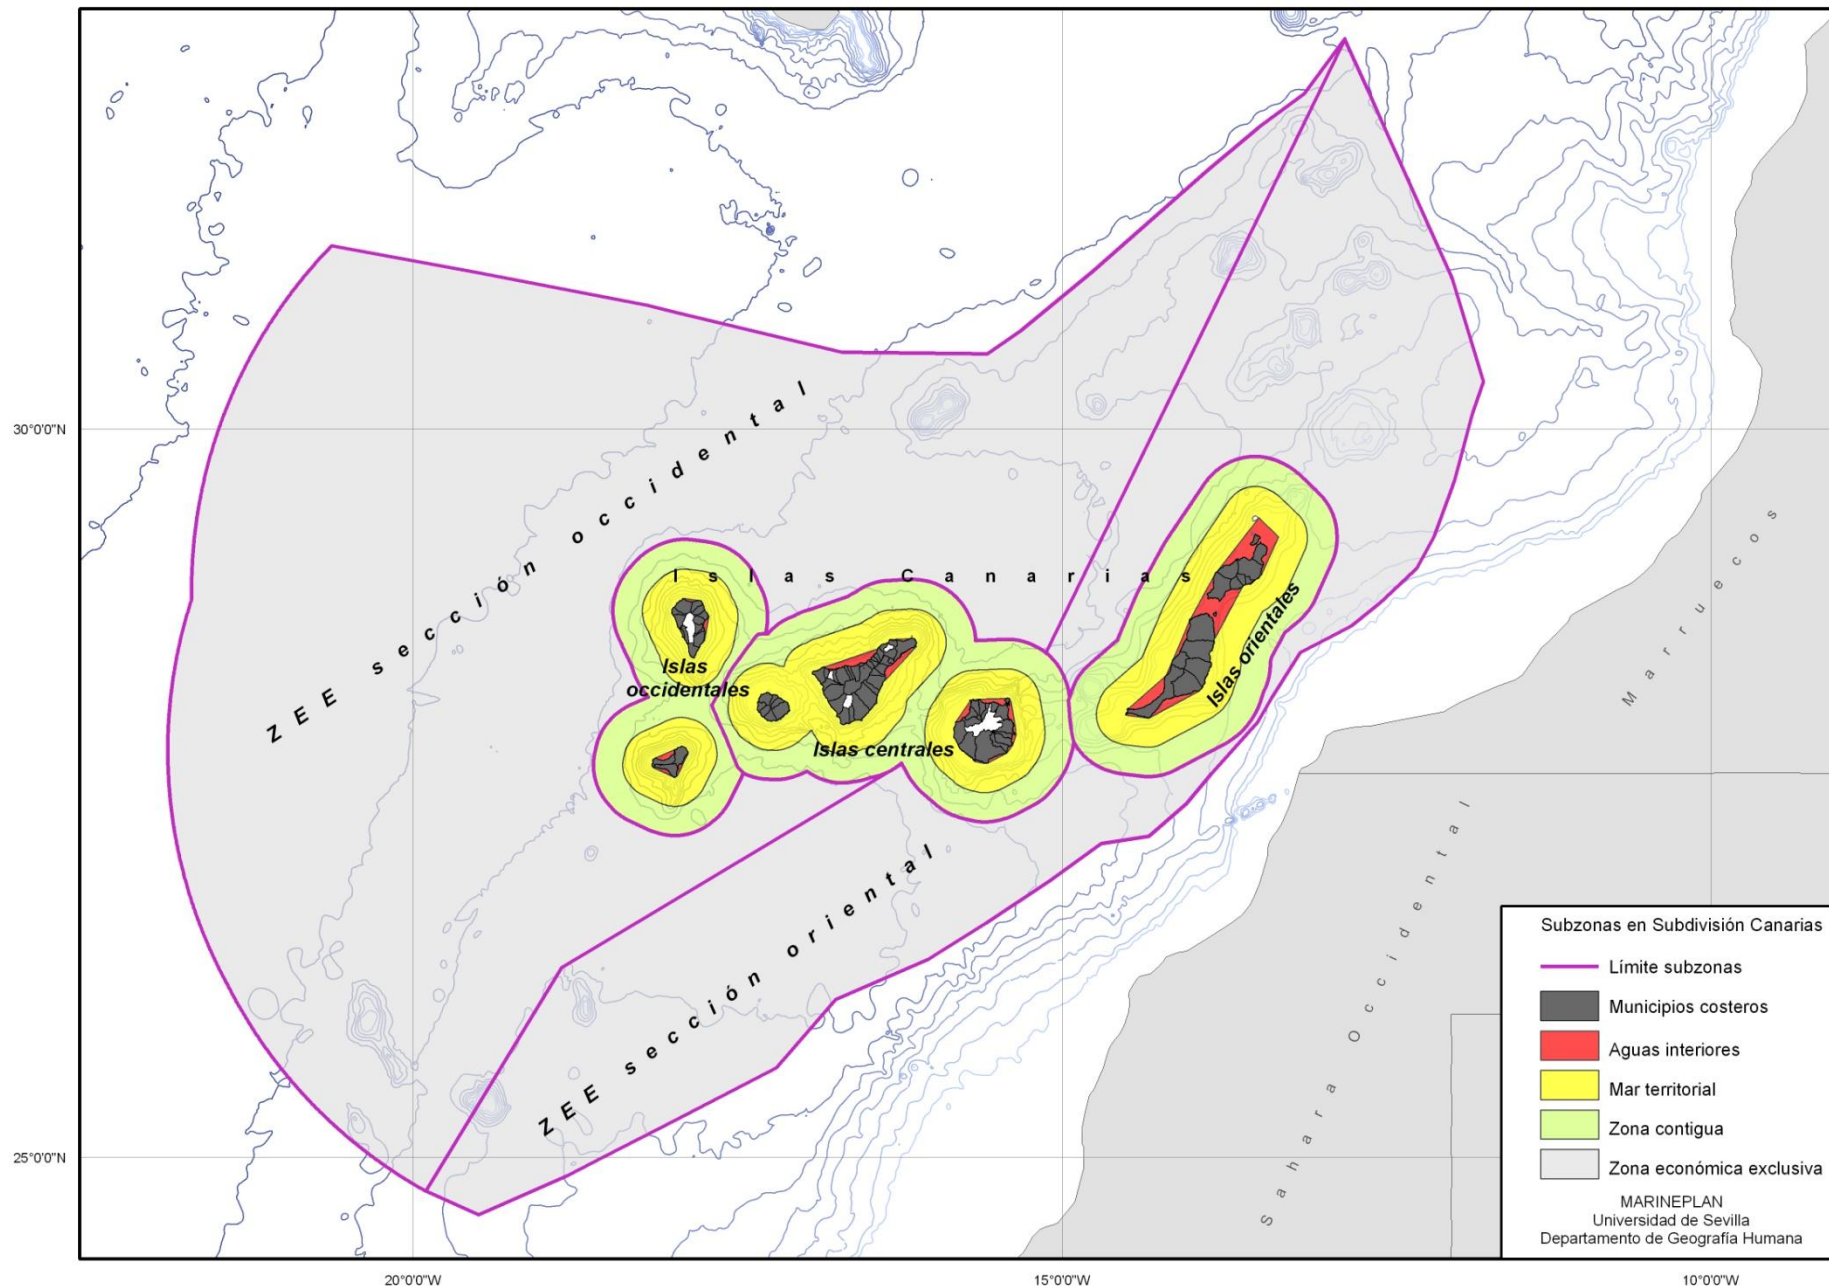 30°0'0"N
25°0'0"N
20°0'0"W
15°0'0"W
10°0'0"W
ZEE sección occidental
Islas Canarias
Islas
occidentales
Islas centrales
Islas orientales
ZEE sección oriental
Marruecos
Sahara Occidental
Subzonas en Subdivisión Canarias
Límite subzonas
Municipios costeros
Aguas interiores
Mar territorial
Zona contigua
Zona económica exclusiva
MARINEPLAN
Universidad de Sevilla
Departamento de Geografía Humana